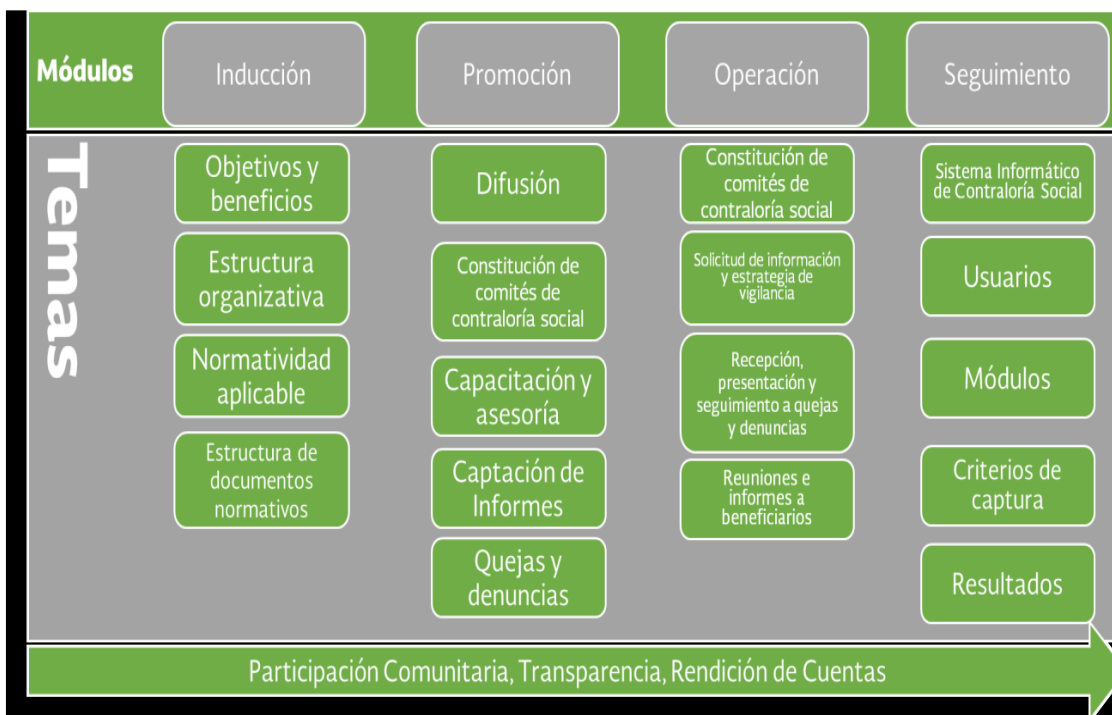 Módulos
Inducción
Promoción
Operación
Seguimiento
Temas
Objetivos y
beneficios
Estructura
organizativa
Normatividad
aplicable
Estructura de
documentos
normativos
Difusión
Constitución de
comités de
contraloría social
Capacitación y
asesoría
Captación de
Informes
Quejas y
denuncias
Constitución de
comités de
contraloría social
Solicitud de información
y estrategia de
vigilancia
Recepción,
presentación y
seguimiento a quejas
y denuncias
Reuniones e
informes a
beneficiarios
Sistema Informático
de Contraloría Social
Usuarios
Módulos
Criterios de
captura
Resultados
Participación Comunitaria, Transparencia, Rendición de Cuentas